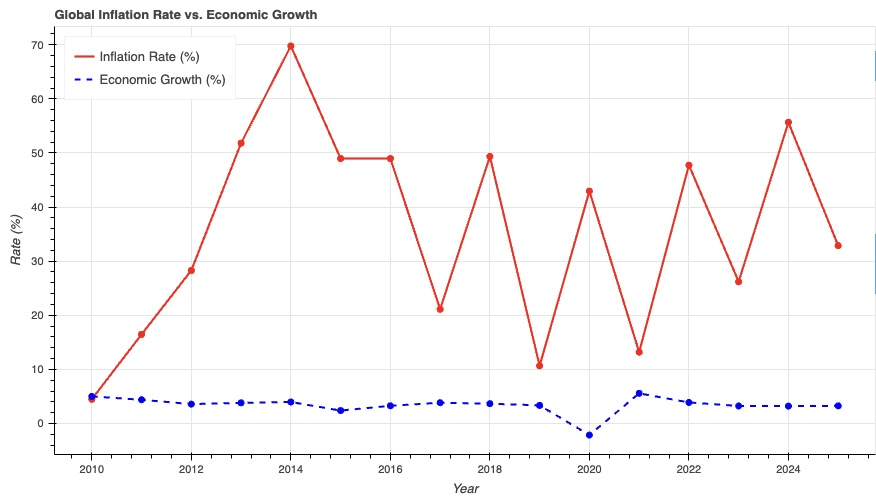 Global Inflation Rate vs. Economic Growth
Inflation Rate (%)
Economic Growth (%)
Rate (%)
70
60
50
40
30
20
10
0
2010 2012 2014 2016 2018 2020 2022 2024
Year